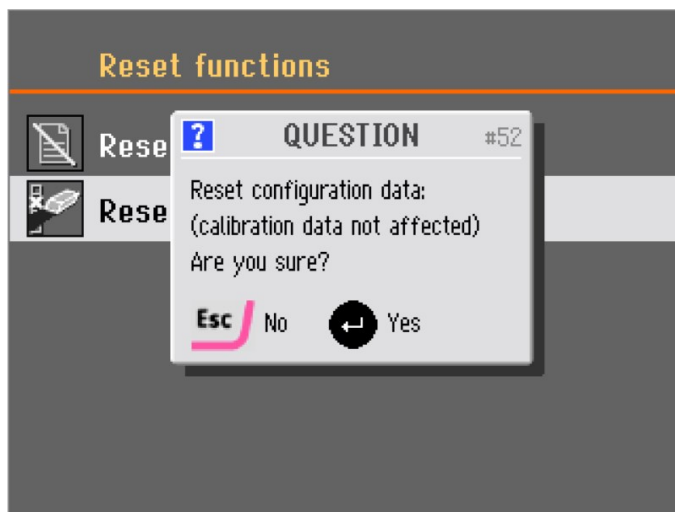 Reset functions
Rese
QUESTION #52
Rese
Reset configuration data:
(calibration data not affected)
Are you sure?
Esc No Yes